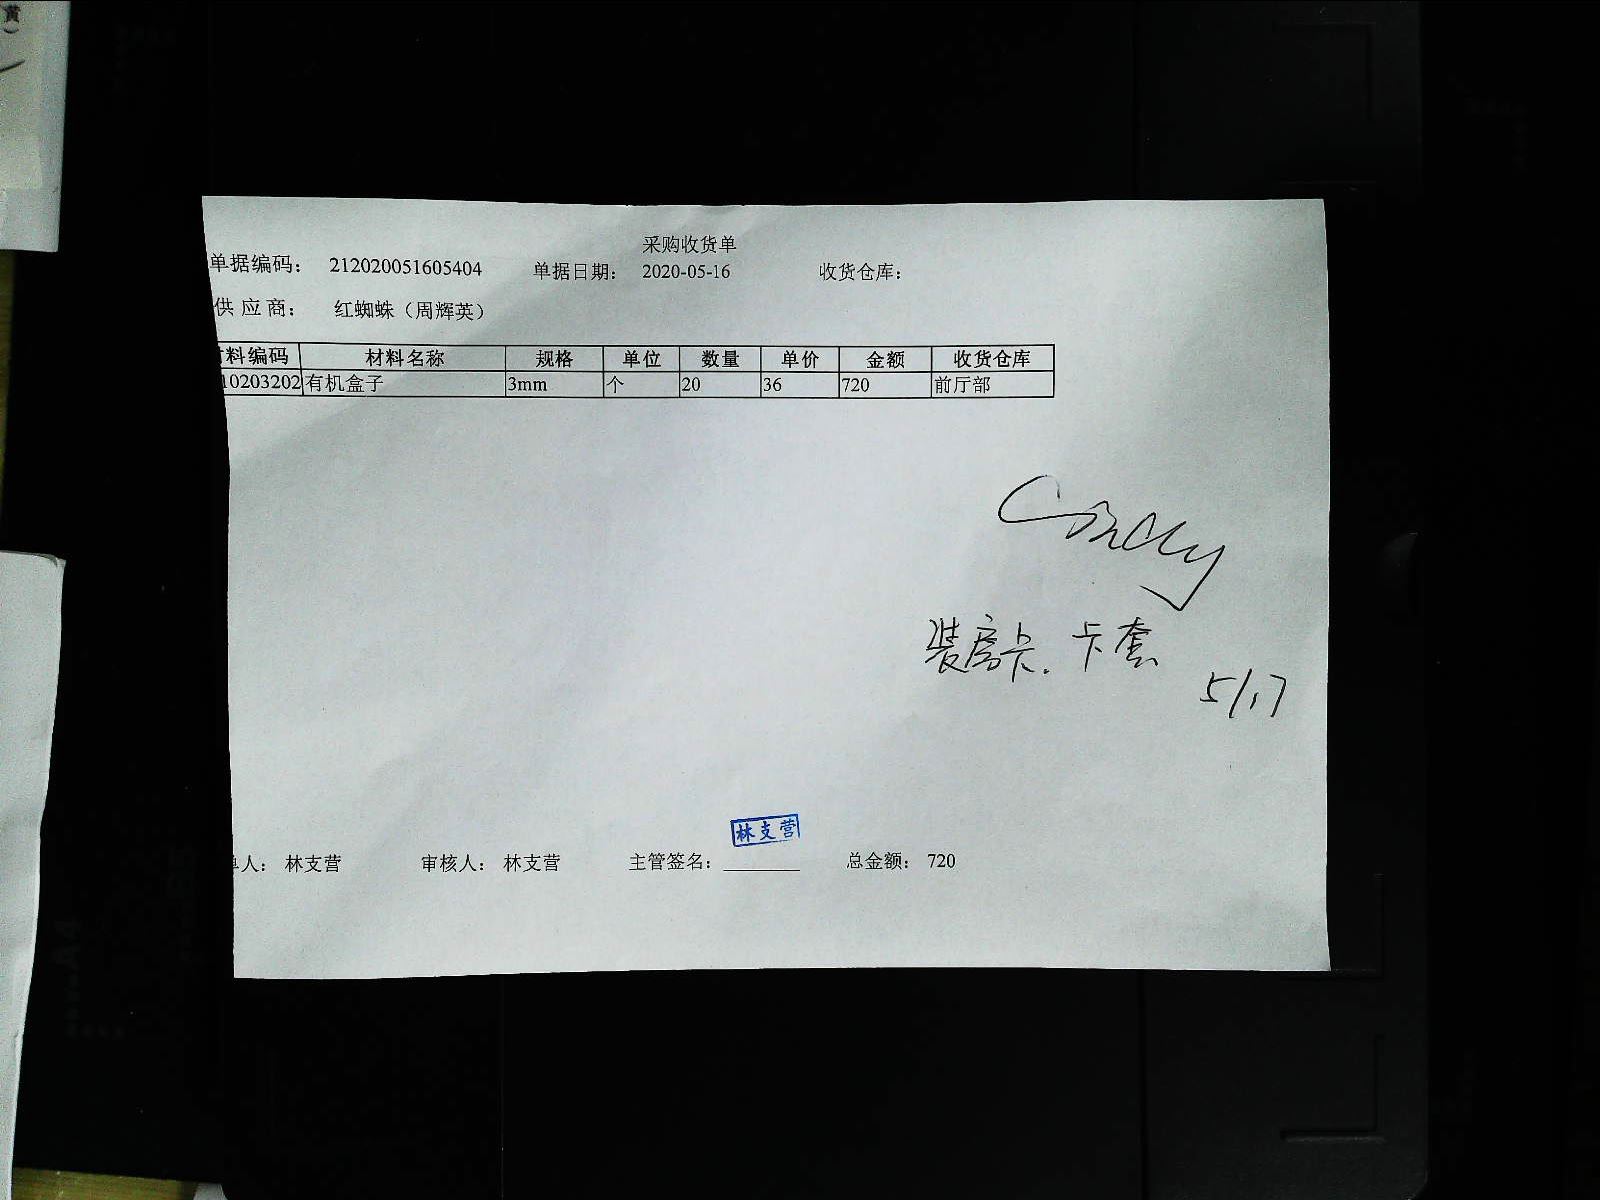 采购收货单
单据编码： 212020051605404 单据日期： 2020-05-16 收货仓库：
供 应 商： 红蜘蛛（周辉英）
料编码 材料名称 规格 单位 数量 单价 金额 收货仓库
10203202 有机盒子 3mm 个 20 36 720 前厅部
Cindy
装房卡、卡套
5/17
林支营
单人： 林支营 审核人： 林支营 主管签名： 总金额： 720